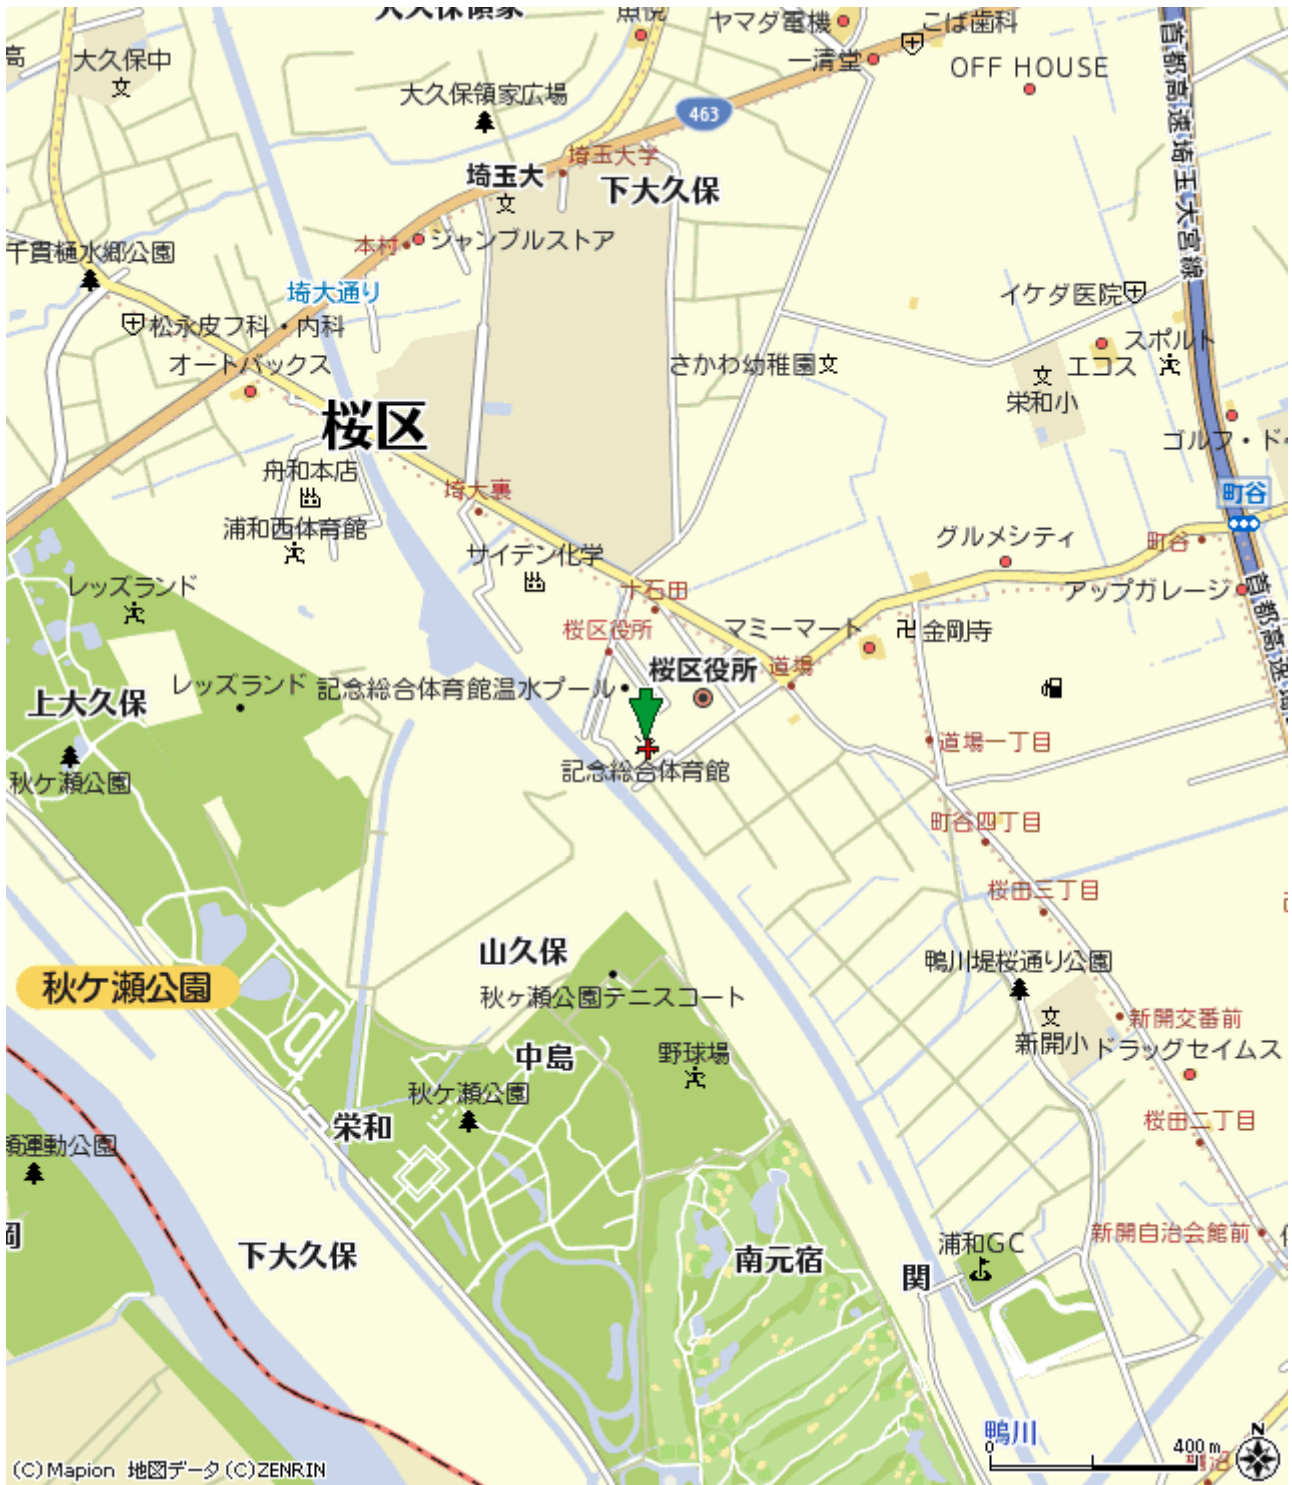 大久保領家
魚悦
ヤマダ電機
こば歯科
一清堂
高
大久保中
OFF HOUSE
大久保領家広場
463
首都高速埼玉大宮線
埼玉大学
埼玉大
下大久保
本村
ジャンブルストア
千貫樋水郷公園
埼大通り
イケダ医院
松永皮フ科・内科
スポルト
オートバックス
さかわ幼稚園
エコス
栄和小
桜区
ゴルフ・ド
舟和本店
埼大裏
町谷
浦和西体育館
サイデン化学
グルメシティ
町谷
レッズランド
十石田
アップガレージ
首都高速埼
桜区役所
マミーマート
金剛寺
桜区役所
道場
レッズランド
記念総合体育館温水プール
上大久保
道場一丁目
記念総合体育館
秋ケ瀬公園
町谷四丁目
桜田三丁目
山久保
鴨川堤桜通り公園
秋ケ瀬公園
秋ヶ瀬公園テニスコート
新開交番前
中島
野球場
新開小
ドラッグセイムス
秋ケ瀬公園
栄和
桜田二丁目
瀬運動公園
岡
下大久保
南元宿
関
浦和GC
新開自治会館前
鴨川
N
0
400m
(C)Mapion 地図データ(C)ZENRIN